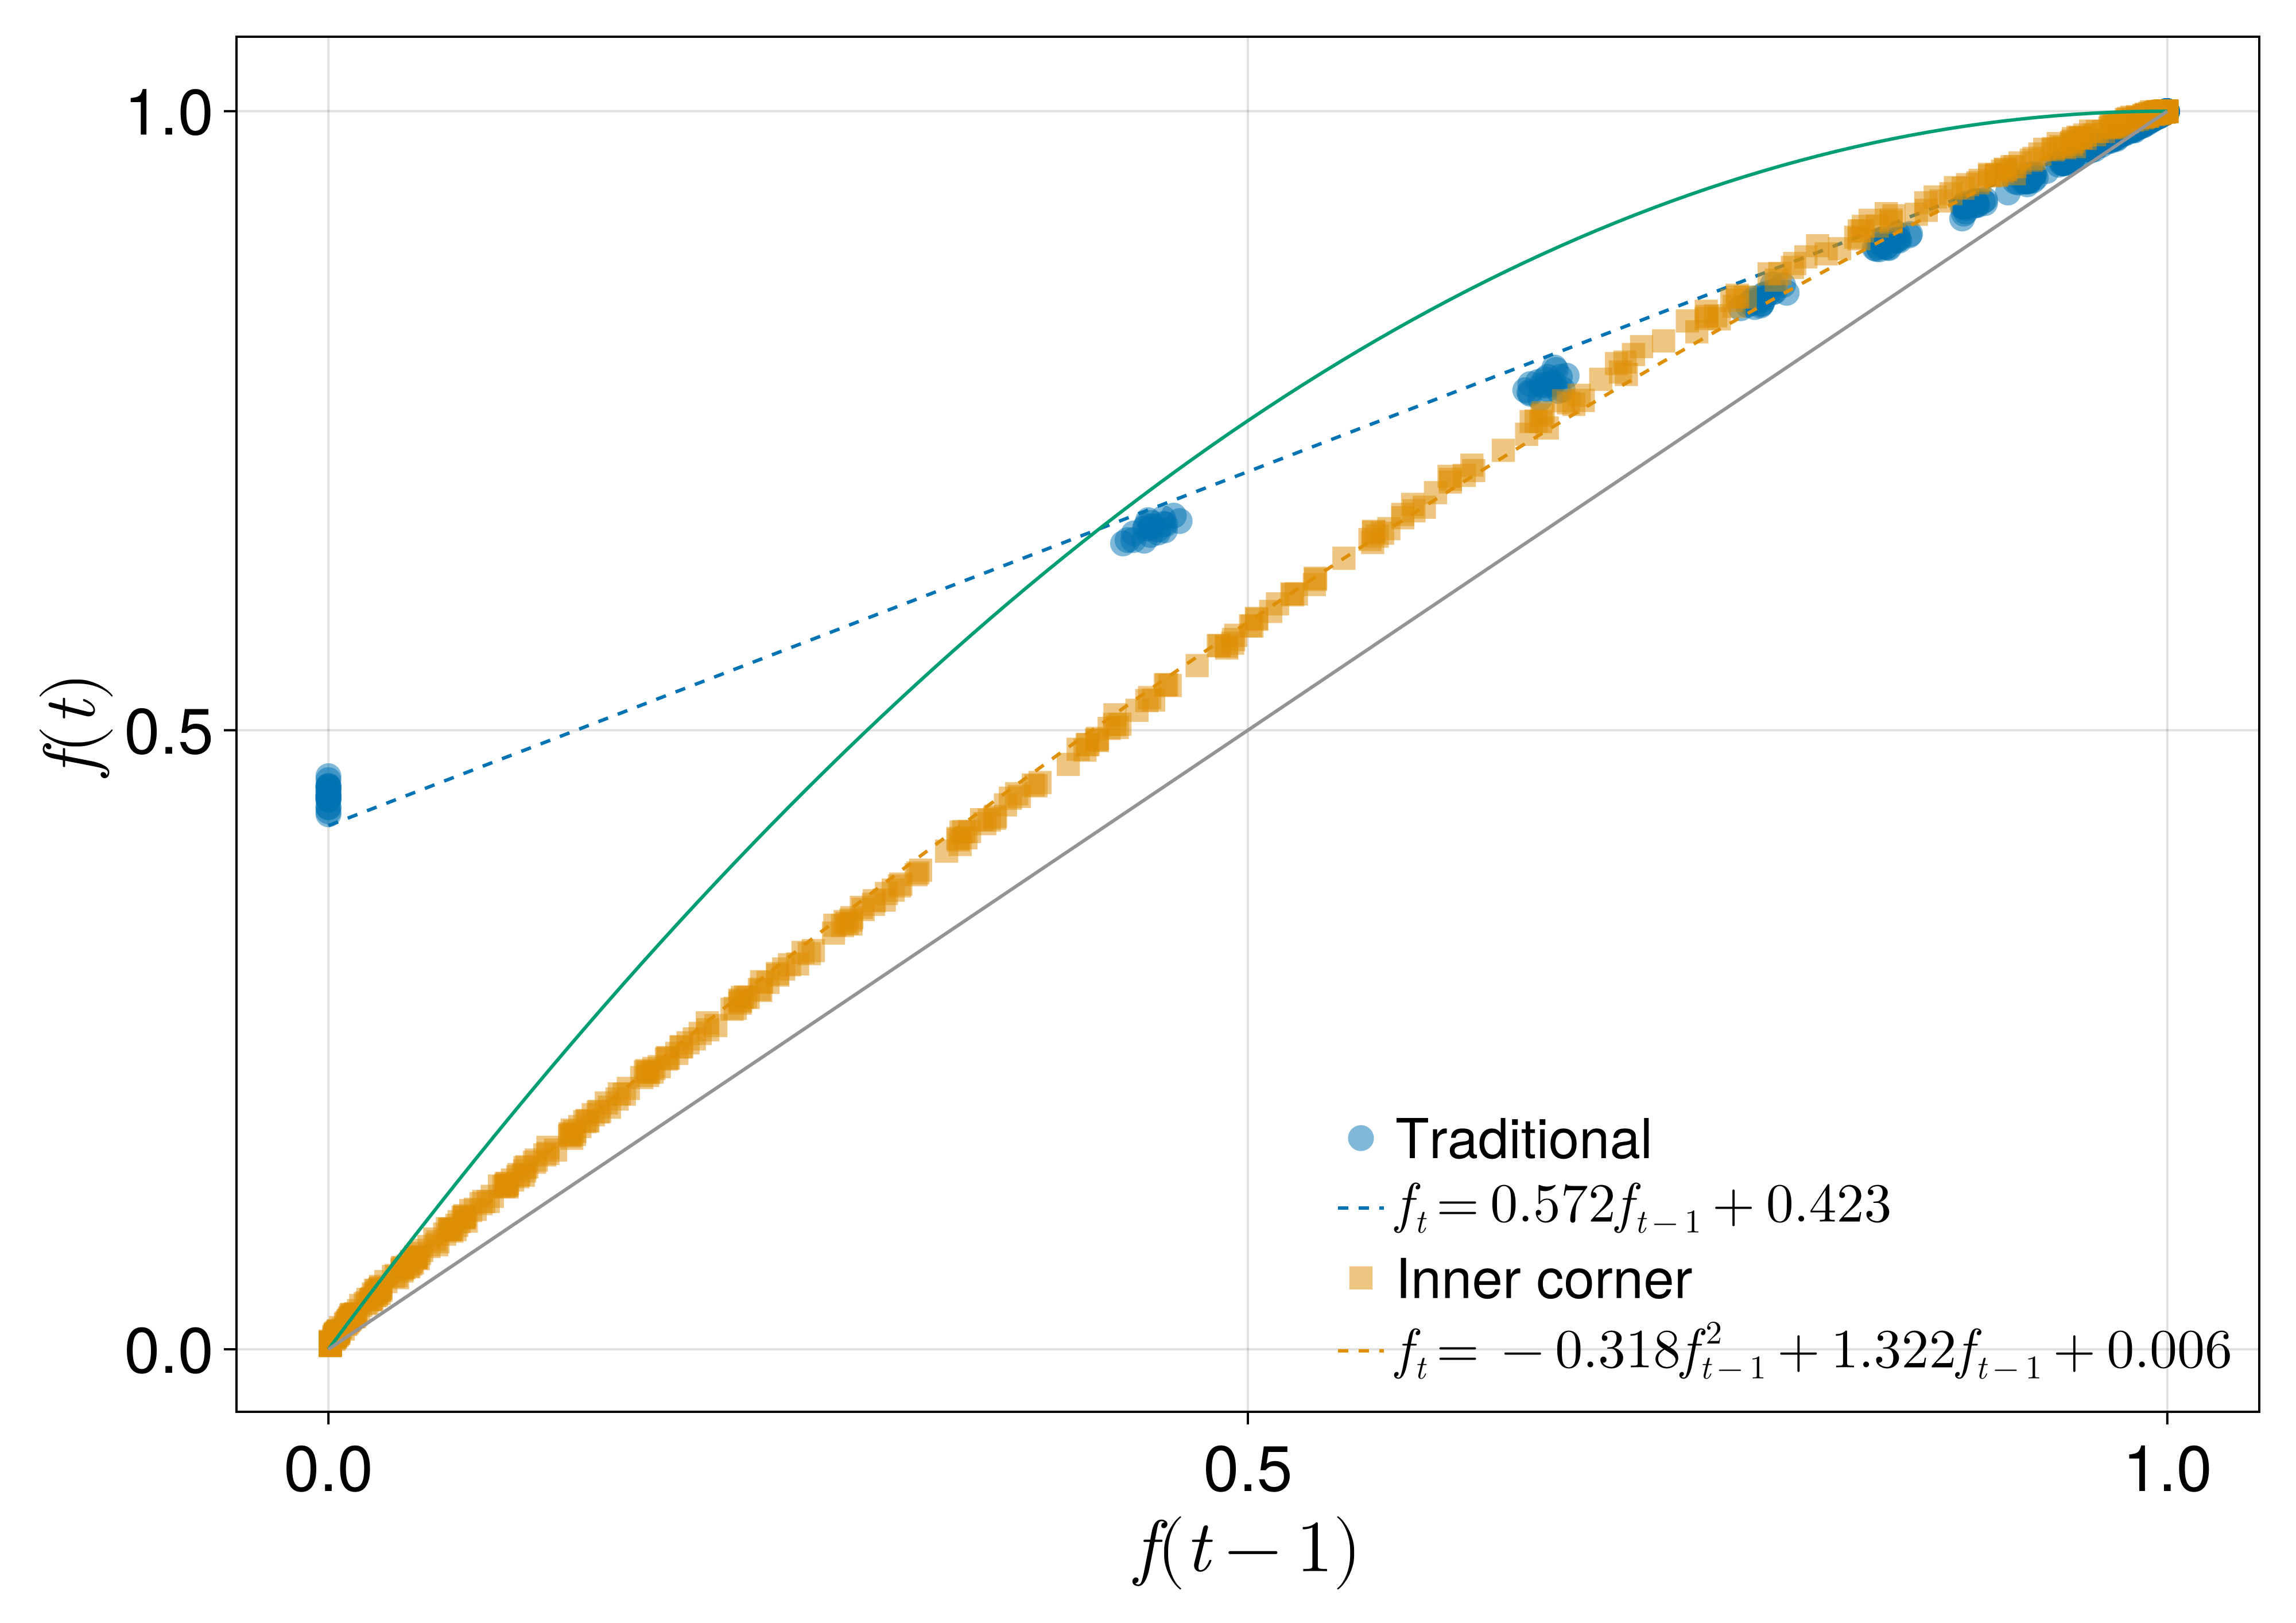 1.0
0.5
0.0
f(t)
Traditional
f_t = 0.572f_{t-1} + 0.423
Inner corner
f_t = -0.318f_{t-1}^2 + 1.322f_{t-1} + 0.006
0.0 0.5 1.0
f(t-1)